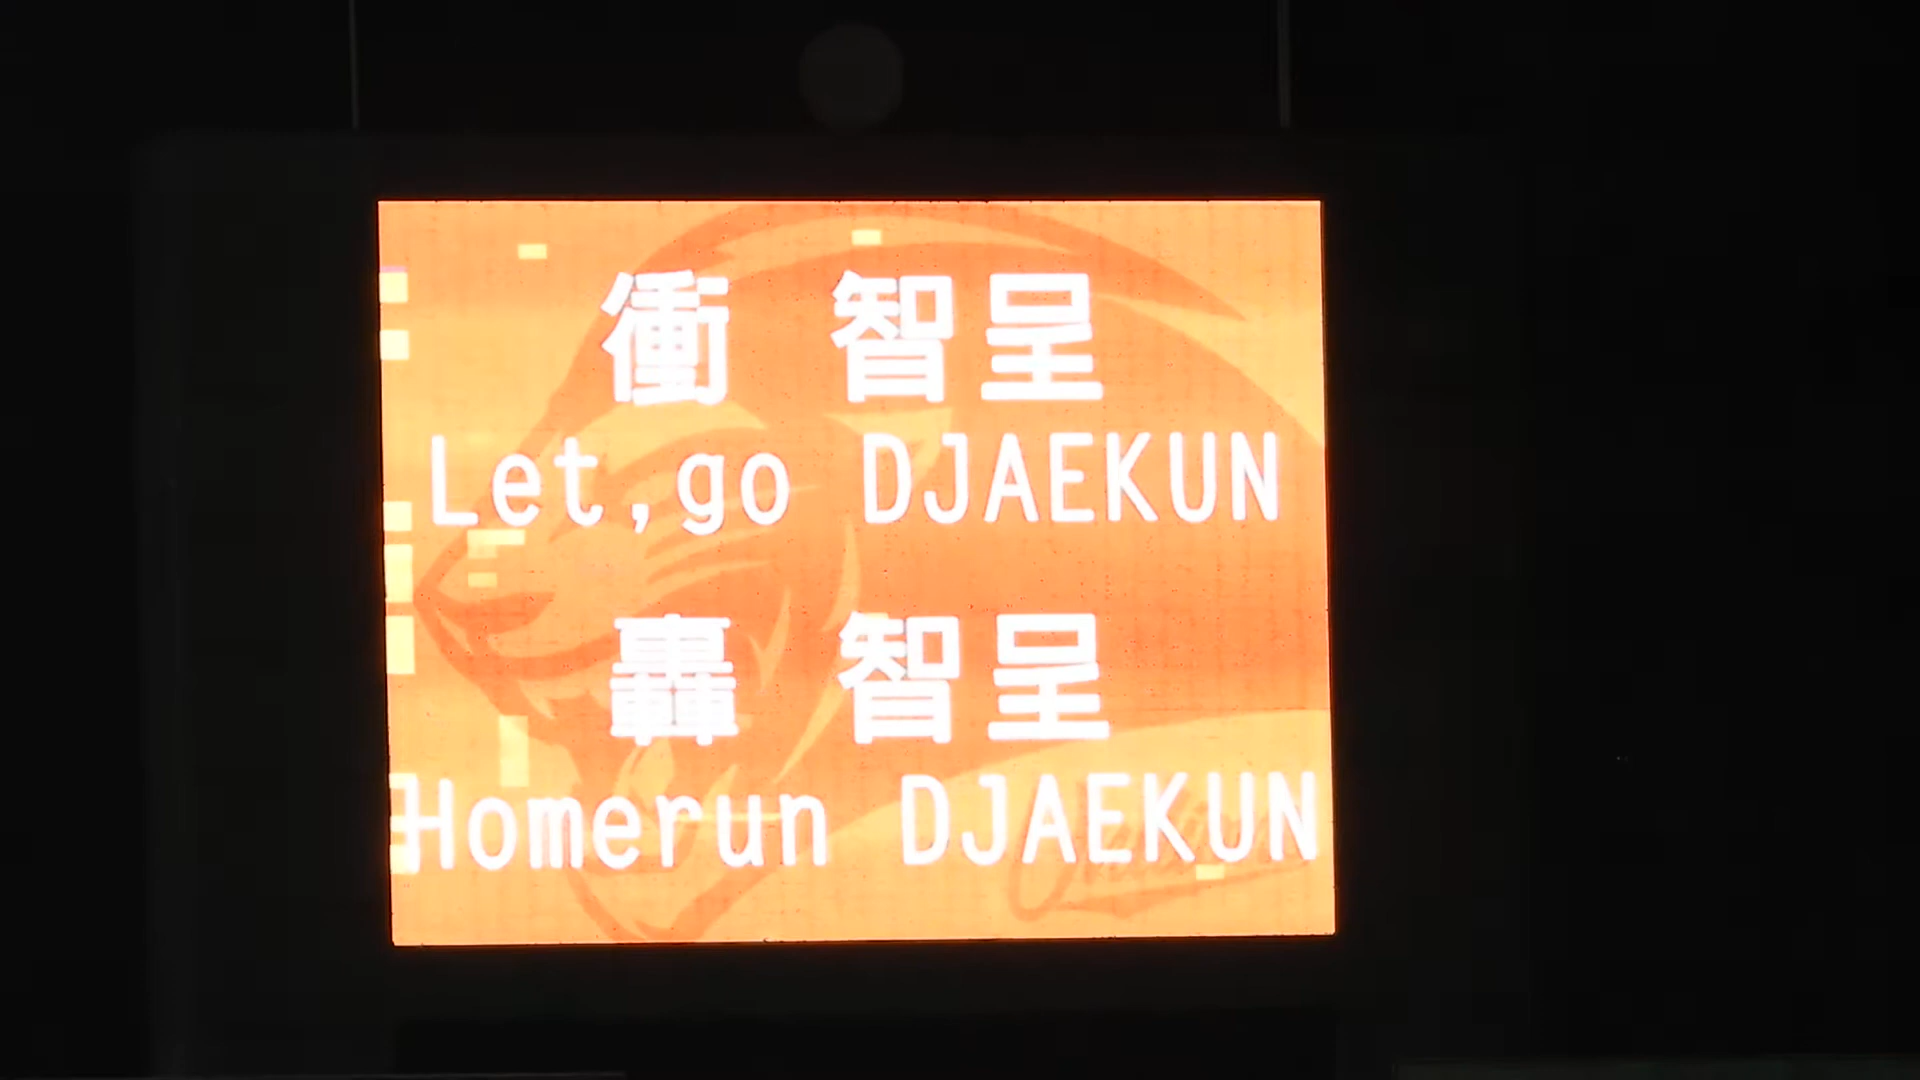 衝 智呈
Let,go DJAEKUN
轟 智呈
Homerun DJAEKUN